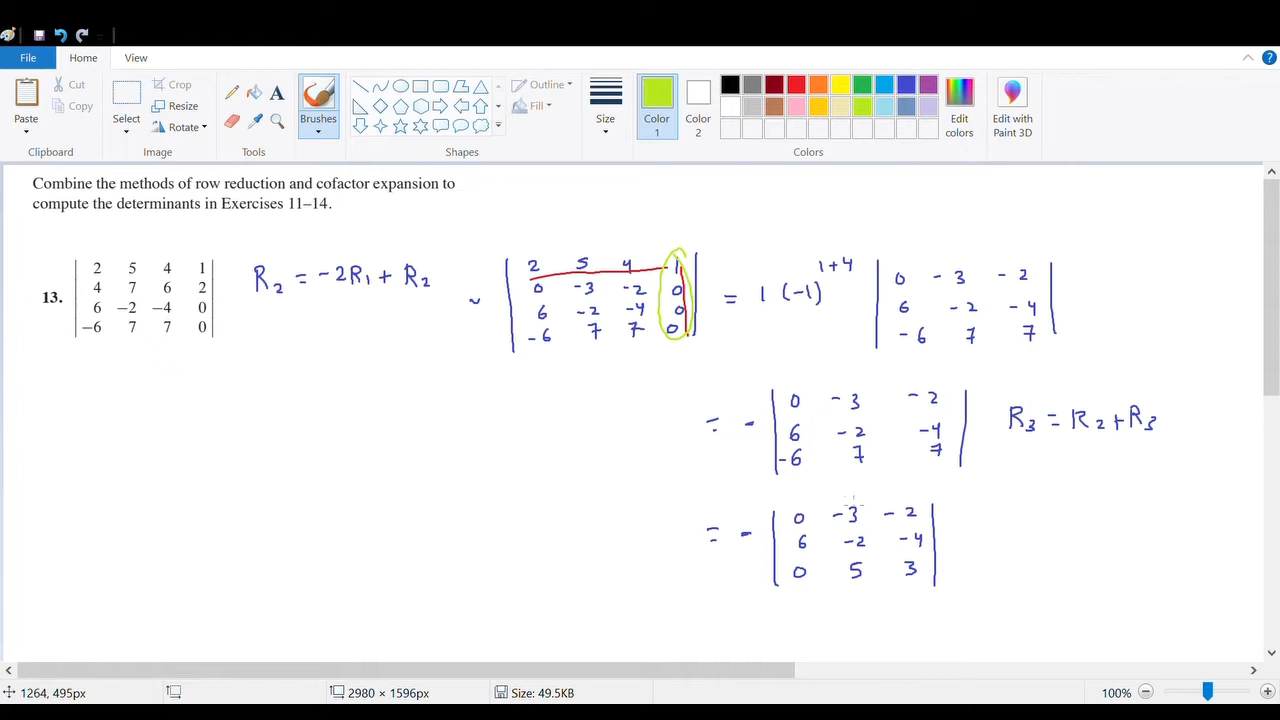 File Home View
Paste Cut Copy Clipboard
Select Crop Resize Rotate Image
Tools
Brushes
Shapes Outline Fill
Size
Color 1 Color 2 Edit colors Colors
Edit with Paint 3D
Combine the methods of row reduction and cofactor expansion to
compute the determinants in Exercises 11–14.
13.
| 2 5 4 1 |
| 4 7 6 2 |
| 6 −2 −4 0 |
| −6 7 7 0 |
R2 = -2R1 + R2
~
| 2 5 4 1 |
| 0 -3 -2 0 |
| 6 -2 -4 0 |
| -6 7 7 0 |
= 1 (-1)^1+4
| 0 -3 -2 |
| 6 -2 -4 |
| -6 7 7 |
= -
| 0 -3 -2 |
| 6 -2 -4 |
| -6 7 7 |
R3 = R2 + R3
= -
| 0 -3 -2 |
| 6 -2 -4 |
| 0 5 3 |
1264, 495px 2980 × 1596px Size: 49.5KB 100%